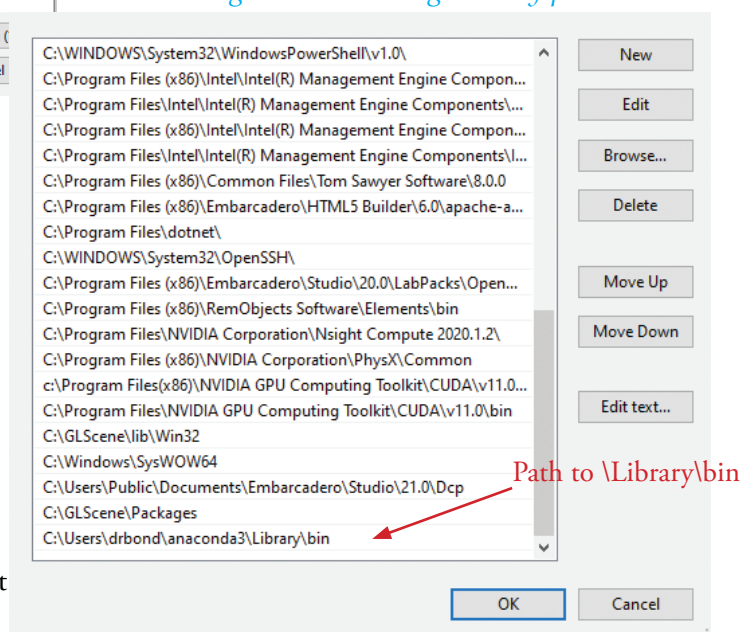 C:\WINDOWS\System32\WindowsPowerShell\v1.0\
New
C:\Program Files (x86)\Intel\Intel(R) Management Engine Compon...
C:\Program Files\Intel\Intel(R) Management Engine Components\...
Edit
C:\Program Files (x86)\Intel\Intel(R) Management Engine Compon...
C:\Program Files\Intel\Intel(R) Management Engine Components\I...
Browse...
C:\Program Files (x86)\Common Files\Tom Sawyer Software\8.0.0
C:\Program Files (x86)\Embarcadero\HTML5 Builder\6.0\apache-a...
Delete
C:\Program Files\dotnet\
C:\WINDOWS\System32\OpenSSH\
C:\Program Files (x86)\Embarcadero\Studio\20.0\LabPacks\Open...
Move Up
C:\Program Files (x86)\RemObjects Software\Elements\bin
C:\Program Files\NVIDIA Corporation\Nsight Compute 2020.1.2\
Move Down
C:\Program Files (x86)\NVIDIA Corporation\PhysX\Common
c:\Program Files(x86)\NVIDIA GPU Computing Toolkit\CUDA\v11.0...
C:\Program Files\NVIDIA GPU Computing Toolkit\CUDA\v11.0\bin
Edit text...
C:\GLScene\lib\Win32
C:\Windows\SysWOW64
Path to \Library\bin
C:\Users\Public\Documents\Embarcadero\Studio\21.0\Dcp
C:\GLScene\Packages
C:\Users\drbond\anaconda3\Library\bin
OK
Cancel